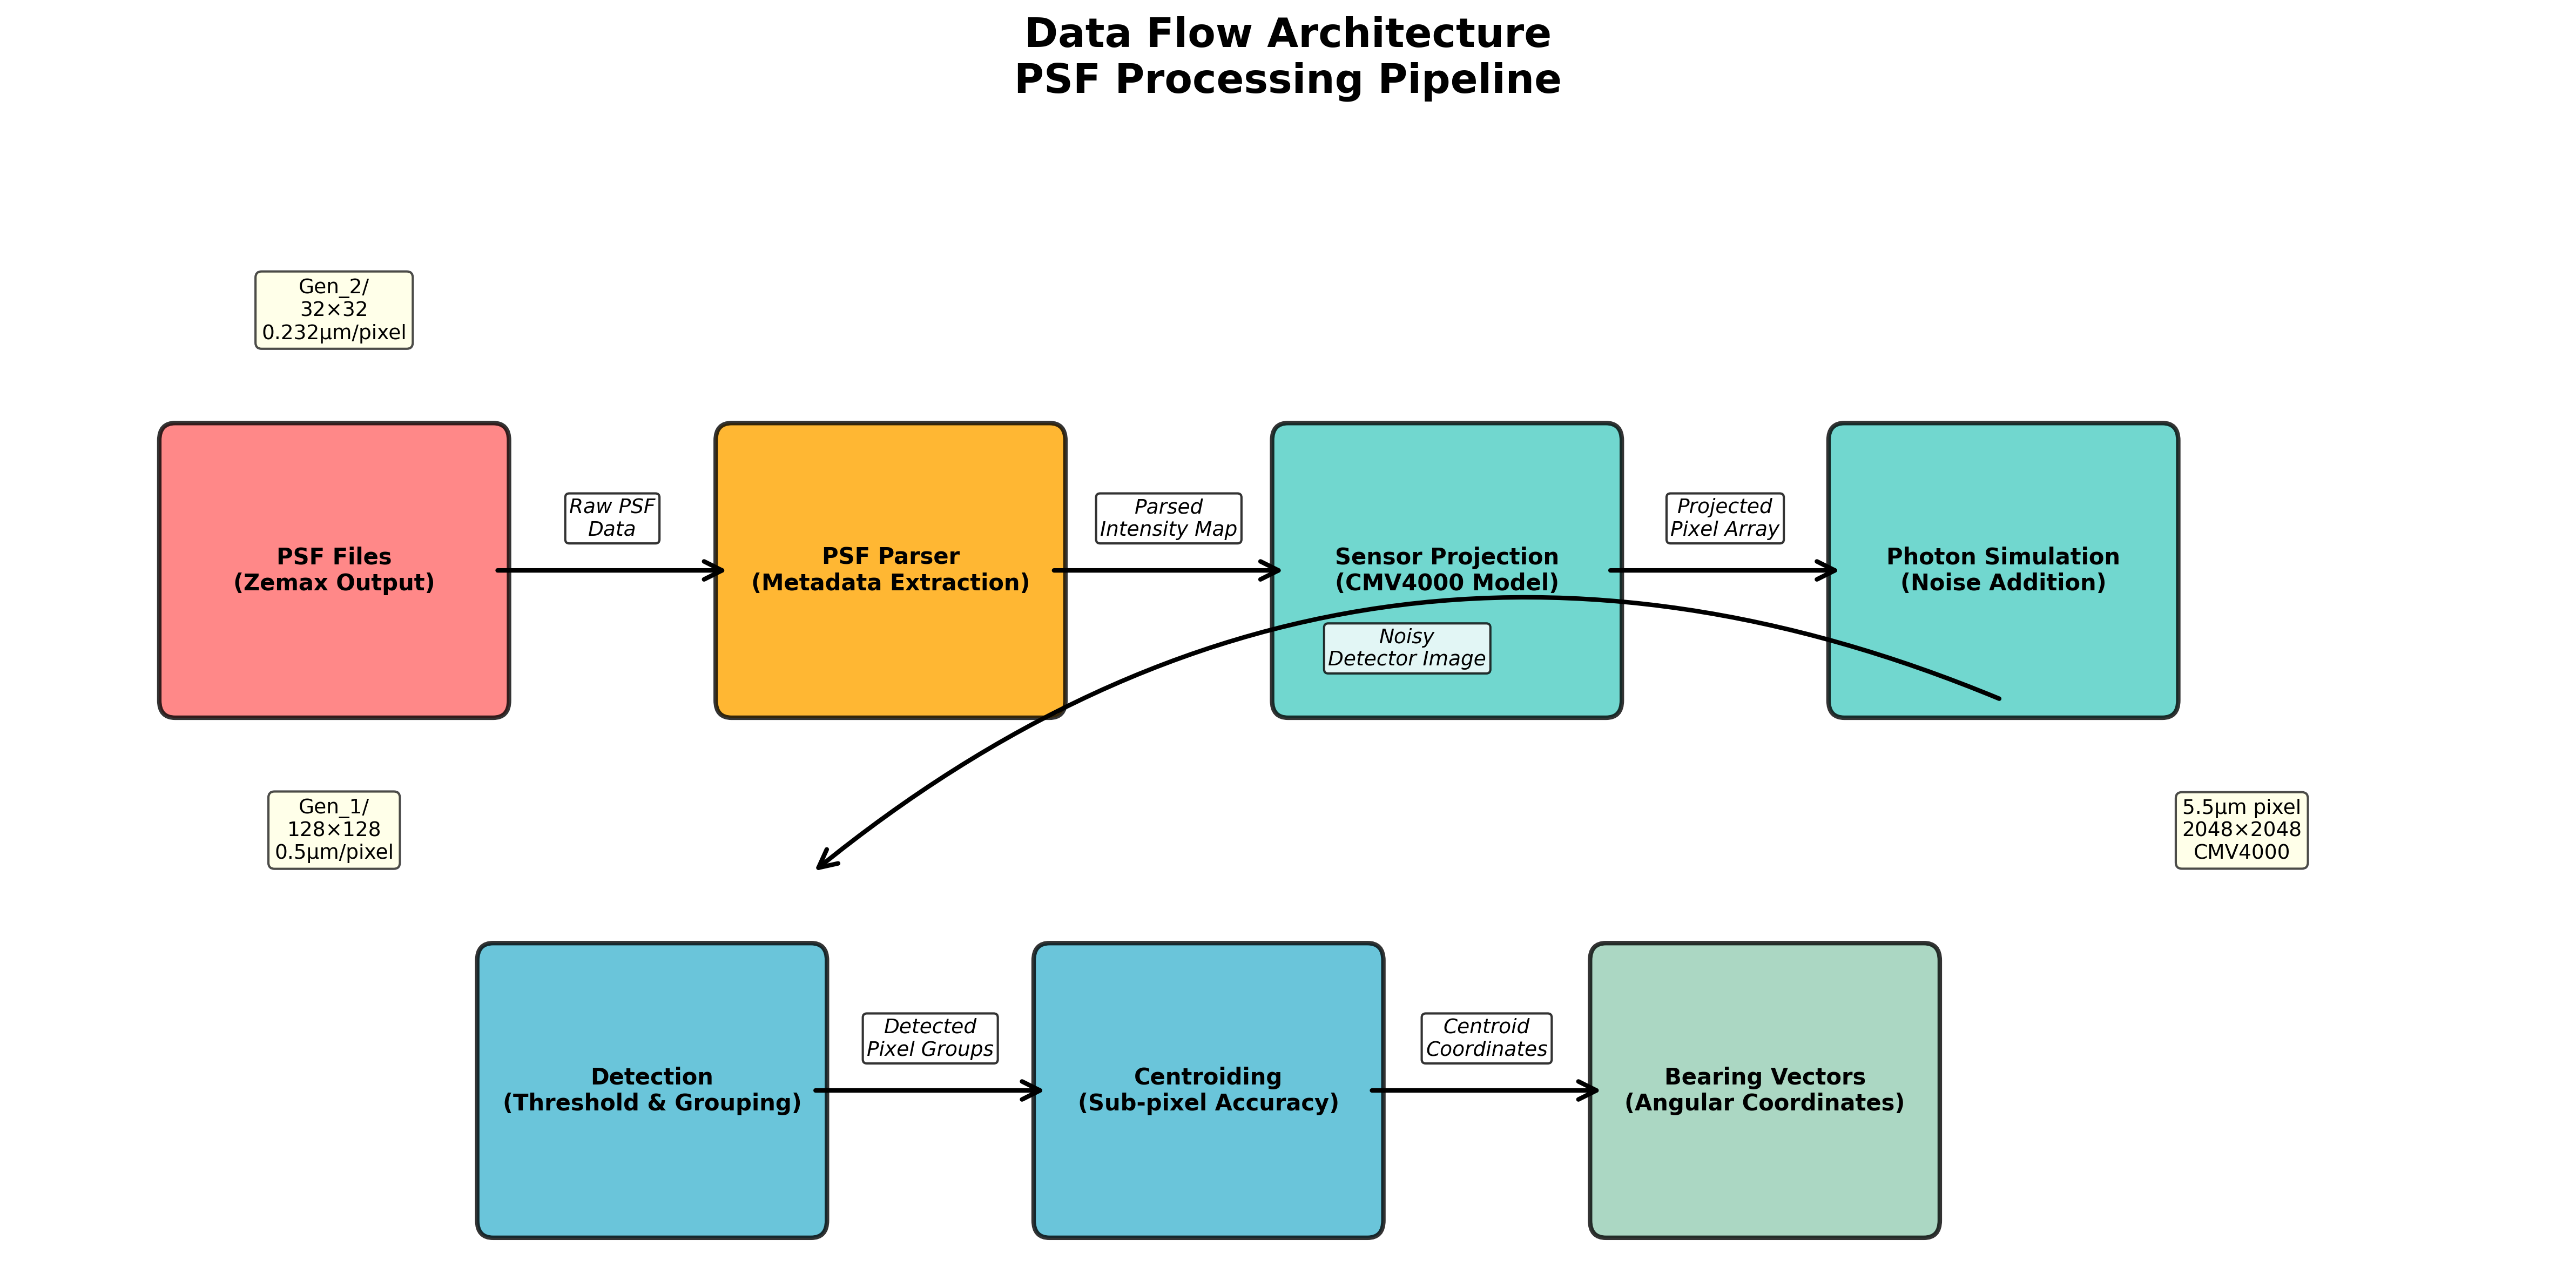 Data Flow Architecture
PSF Processing Pipeline
Gen_2/
32×32
0.232μm/pixel
PSF Files
(Zemax Output)
Raw PSF
Data
PSF Parser
(Metadata Extraction)
Parsed
Intensity Map
Sensor Projection
(CMV4000 Model)
Projected
Pixel Array
Photon Simulation
(Noise Addition)
Noisy
Detector Image
Gen_1/
128×128
0.5μm/pixel
5.5μm pixel
2048×2048
CMV4000
Detection
(Threshold & Grouping)
Detected
Pixel Groups
Centroiding
(Sub-pixel Accuracy)
Centroid
Coordinates
Bearing Vectors
(Angular Coordinates)